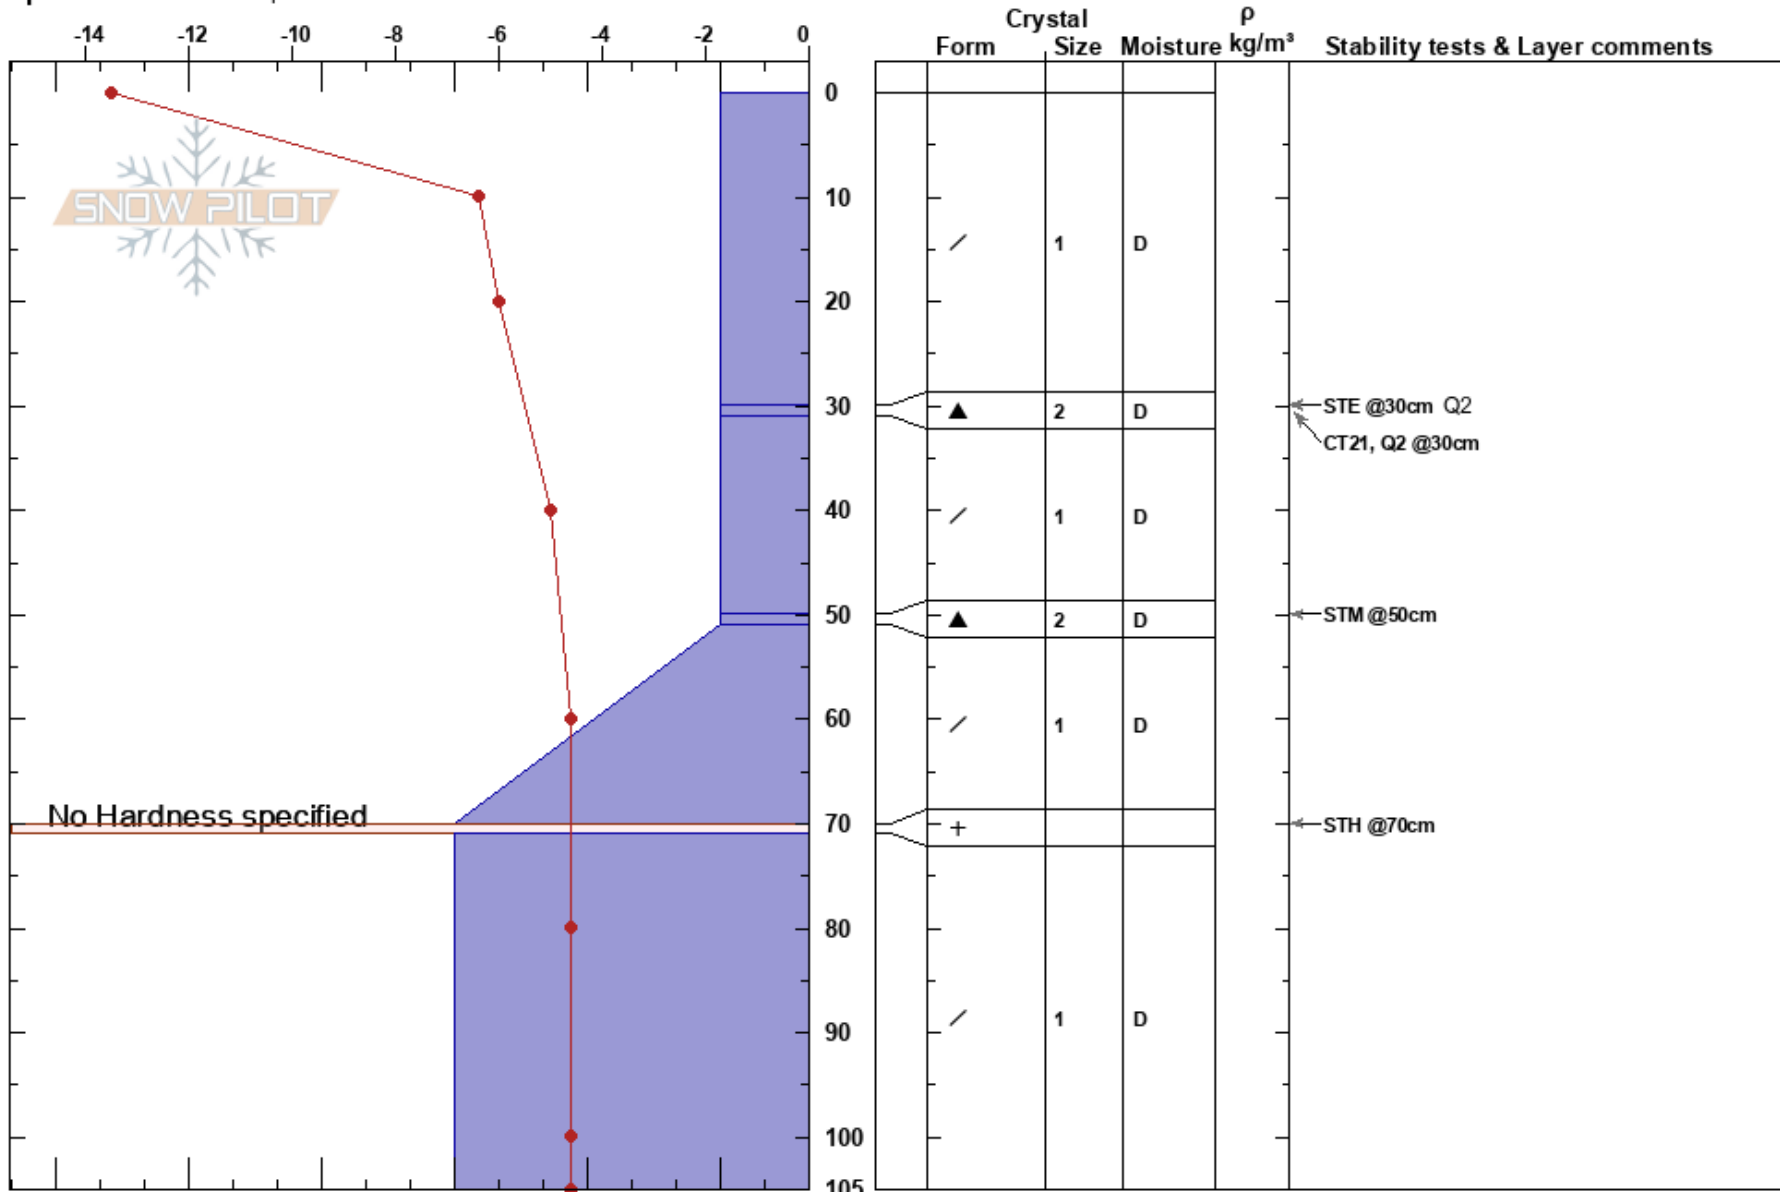 Crystal ρ
Form Size Moisture kg/m³ Stability tests & Layer comments
-14 -12 -10 -8 -6 -4 -2 0
0
SNOW PILOT
10
1 D
20
30
2 D
STE @30cm Q2
CT21, Q2 @30cm
40
1 D
50
2 D
STM @50cm
60
1 D
No Hardness specified
70
+
STH @70cm
80
90
1 D
100
105